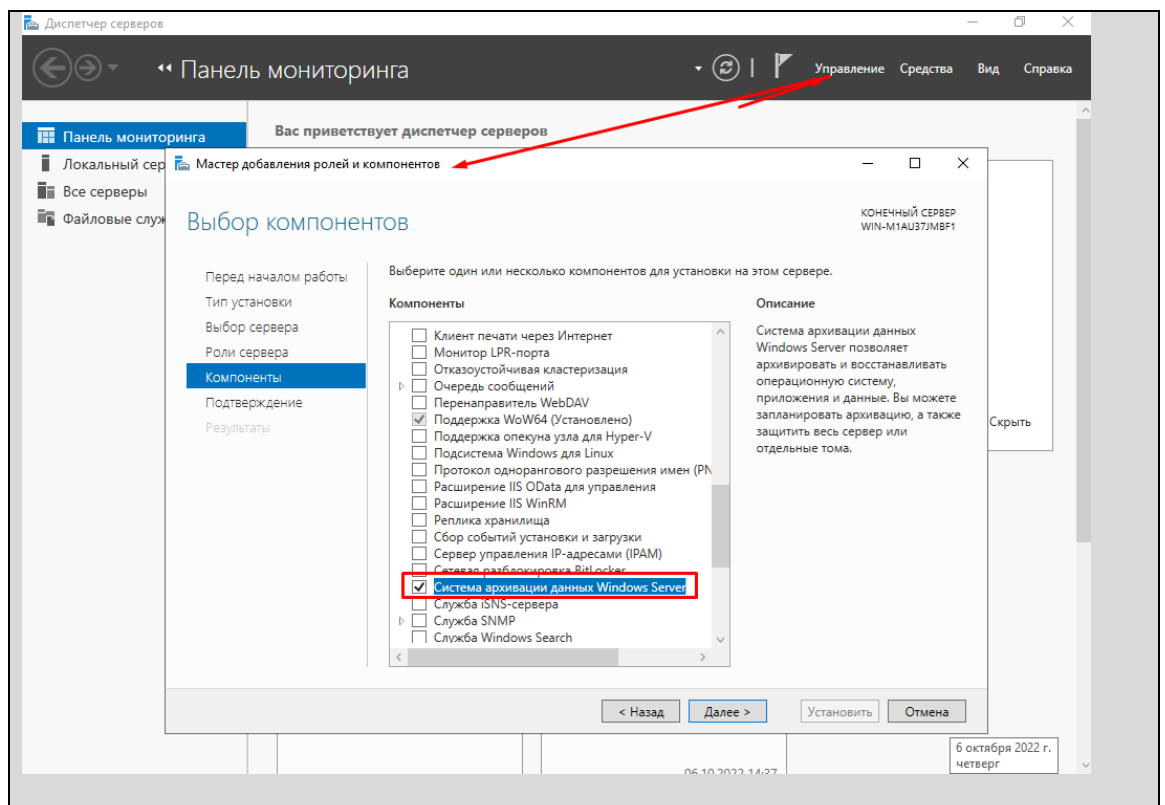 Диспетчер серверов
Панель мониторинга
Управление Средства Вид Справка
Панель мониторинга
Локальный сер
Все серверы
Файловые служ
Вас приветствует диспетчер серверов
Мастер добавления ролей и компонентов
Выбор компонентов
КОНЕЧНЫЙ СЕРВЕР
WIN-M1AU37JMBF1
Перед началом работы
Тип установки
Выбор сервера
Роли сервера
Компоненты
Подтверждение
Результаты
Выберите один или несколько компонентов для установки на этом сервере.
Компоненты
Клиент печати через Интернет
Монитор LPR-порта
Отказоустойчивая кластеризация
Очередь сообщений
Перенаправитель WebDAV
Поддержка WoW64 (Установлено)
Поддержка опекуна узла для Hyper-V
Подсистема Windows для Linux
Протокол однорангового разрешения имен (PN
Расширение IIS OData для управления
Расширение IIS WinRM
Реплика хранилища
Сбор событий установки и загрузки
Сервер управления IP-адресами (IPAM)
Сетевая разблокировка BitLocker
Система архивации данных Windows Server
Служба iSNS-сервера
Служба SNMP
Служба Windows Search
Описание
Система архивации данных
Windows Server позволяет
архивировать и восстанавливать
операционную систему,
приложения и данные. Вы можете
запланировать архивацию, а также
защитить весь сервер или
отдельные тома.
Скрыть
< Назад Далее > Установить Отмена
06.10.2022 14:37
6 октября 2022 г.
четверг